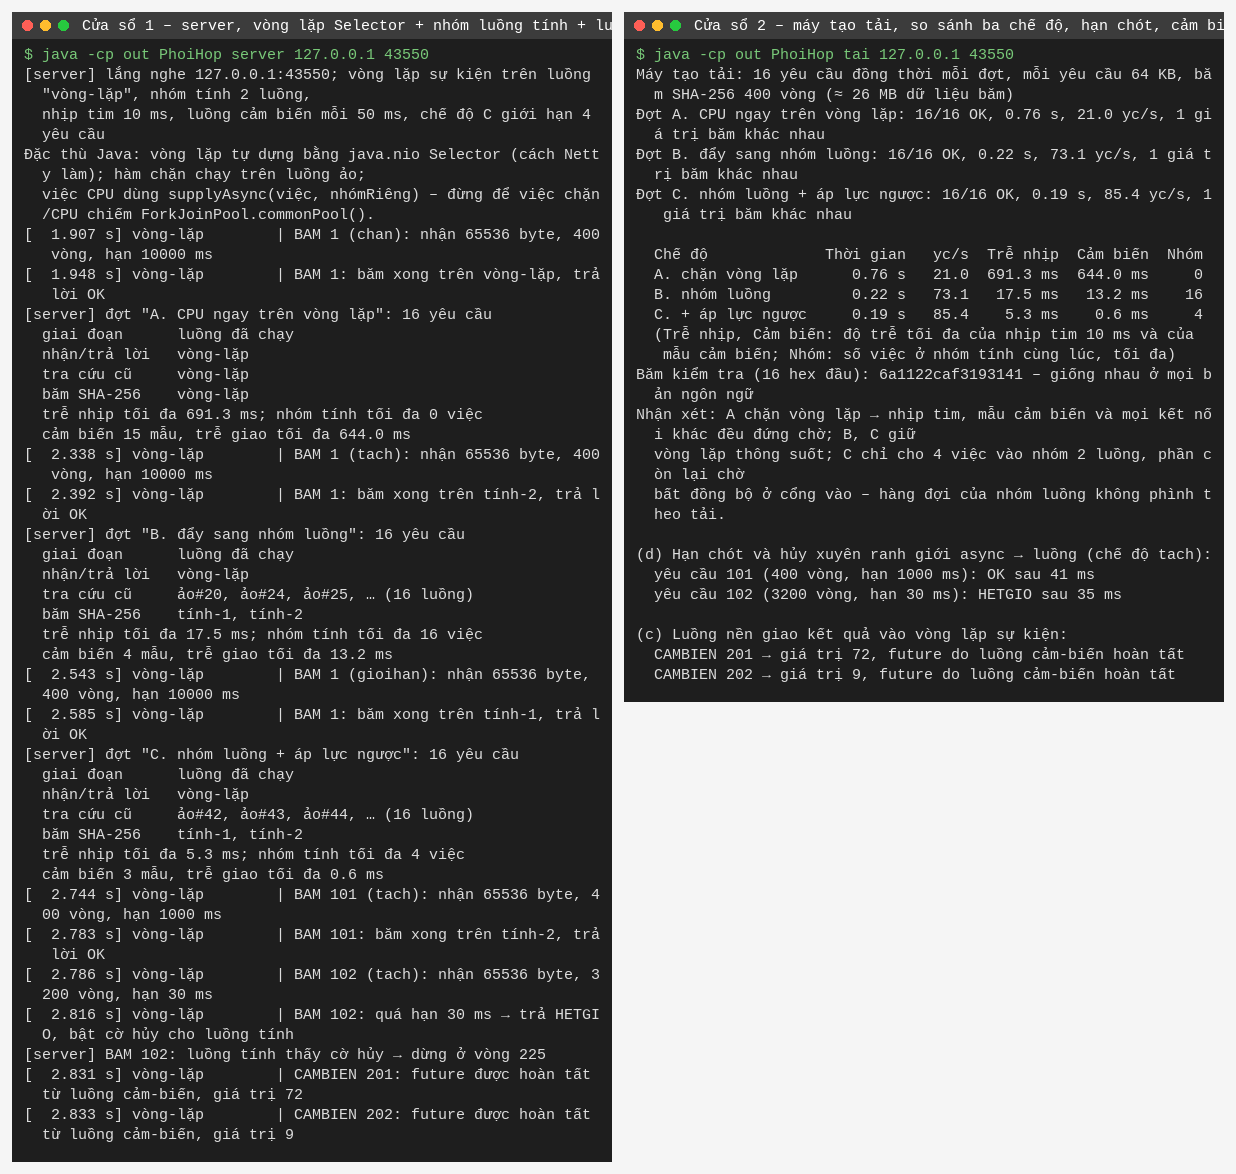 Cửa sổ 1 – server, vòng lặp Selector + nhóm luồng tính + lu
$ java -cp out PhoiHop server 127.0.0.1 43550
[server] lắng nghe 127.0.0.1:43550; vòng lặp sự kiện trên luồng
"vòng-lặp", nhóm tính 2 luồng,
nhịp tim 10 ms, luồng cảm biến mỗi 50 ms, chế độ C giới hạn 4
yêu cầu
Đặc thù Java: vòng lặp tự dựng bằng java.nio Selector (cách Nett
y làm); hàm chặn chạy trên luồng ảo;
việc CPU dùng supplyAsync(việc, nhómRiêng) – đừng để việc chặn
/CPU chiếm ForkJoinPool.commonPool().
[  1.907 s] vòng-lặp        | BAM 1 (chan): nhận 65536 byte, 400
vòng, hạn 10000 ms
[  1.948 s] vòng-lặp        | BAM 1: băm xong trên vòng-lặp, trả
lời OK
[server] đợt "A. CPU ngay trên vòng lặp": 16 yêu cầu
giai đoạn      luồng đã chạy
nhận/trả lời   vòng-lặp
tra cứu cũ     vòng-lặp
băm SHA-256    vòng-lặp
trễ nhịp tối đa 691.3 ms; nhóm tính tối đa 0 việc
cảm biến 15 mẫu, trễ giao tối đa 644.0 ms
[  2.338 s] vòng-lặp        | BAM 1 (tach): nhận 65536 byte, 400
vòng, hạn 10000 ms
[  2.392 s] vòng-lặp        | BAM 1: băm xong trên tính-2, trả l
ời OK
[server] đợt "B. đẩy sang nhóm luồng": 16 yêu cầu
giai đoạn      luồng đã chạy
nhận/trả lời   vòng-lặp
tra cứu cũ     ảo#20, ảo#24, ảo#25, … (16 luồng)
băm SHA-256    tính-1, tính-2
trễ nhịp tối đa 17.5 ms; nhóm tính tối đa 16 việc
cảm biến 4 mẫu, trễ giao tối đa 13.2 ms
[  2.543 s] vòng-lặp        | BAM 1 (gioihan): nhận 65536 byte,
400 vòng, hạn 10000 ms
[  2.585 s] vòng-lặp        | BAM 1: băm xong trên tính-1, trả l
ời OK
[server] đợt "C. nhóm luồng + áp lực ngược": 16 yêu cầu
giai đoạn      luồng đã chạy
nhận/trả lời   vòng-lặp
tra cứu cũ     ảo#42, ảo#43, ảo#44, … (16 luồng)
băm SHA-256    tính-1, tính-2
trễ nhịp tối đa 5.3 ms; nhóm tính tối đa 4 việc
cảm biến 3 mẫu, trễ giao tối đa 0.6 ms
[  2.744 s] vòng-lặp        | BAM 101 (tach): nhận 65536 byte, 4
00 vòng, hạn 1000 ms
[  2.783 s] vòng-lặp        | BAM 101: băm xong trên tính-2, trả
lời OK
[  2.786 s] vòng-lặp        | BAM 102 (tach): nhận 65536 byte, 3
200 vòng, hạn 30 ms
[  2.816 s] vòng-lặp        | BAM 102: quá hạn 30 ms → trả HETGI
O, bật cờ hủy cho luồng tính
[server] BAM 102: luồng tính thấy cờ hủy → dừng ở vòng 225
[  2.831 s] vòng-lặp        | CAMBIEN 201: future được hoàn tất
từ luồng cảm-biến, giá trị 72
[  2.833 s] vòng-lặp        | CAMBIEN 202: future được hoàn tất
từ luồng cảm-biến, giá trị 9
Cửa sổ 2 – máy tạo tải, so sánh ba chế độ, hạn chót, cảm bi
$ java -cp out PhoiHop tai 127.0.0.1 43550
Máy tạo tải: 16 yêu cầu đồng thời mỗi đợt, mỗi yêu cầu 64 KB, bă
m SHA-256 400 vòng (≈ 26 MB dữ liệu băm)
Đợt A. CPU ngay trên vòng lặp: 16/16 OK, 0.76 s, 21.0 yc/s, 1 gi
á trị băm khác nhau
Đợt B. đẩy sang nhóm luồng: 16/16 OK, 0.22 s, 73.1 yc/s, 1 giá t
rị băm khác nhau
Đợt C. nhóm luồng + áp lực ngược: 16/16 OK, 0.19 s, 85.4 yc/s, 1
giá trị băm khác nhau
Chế độ             Thời gian   yc/s  Trễ nhịp  Cảm biến  Nhóm
A. chặn vòng lặp      0.76 s   21.0  691.3 ms  644.0 ms     0
B. nhóm luồng         0.22 s   73.1   17.5 ms   13.2 ms    16
C. + áp lực ngược     0.19 s   85.4    5.3 ms    0.6 ms     4
(Trễ nhịp, Cảm biến: độ trễ tối đa của nhịp tim 10 ms và của
mẫu cảm biến; Nhóm: số việc ở nhóm tính cùng lúc, tối đa)
Băm kiểm tra (16 hex đầu): 6a1122caf3193141 – giống nhau ở mọi b
ản ngôn ngữ
Nhận xét: A chặn vòng lặp → nhịp tim, mẫu cảm biến và mọi kết nố
i khác đều đứng chờ; B, C giữ
vòng lặp thông suốt; C chỉ cho 4 việc vào nhóm 2 luồng, phần c
òn lại chờ
bất đồng bộ ở cổng vào – hàng đợi của nhóm luồng không phình t
heo tải.
(d) Hạn chót và hủy xuyên ranh giới async → luồng (chế độ tach):
yêu cầu 101 (400 vòng, hạn 1000 ms): OK sau 41 ms
yêu cầu 102 (3200 vòng, hạn 30 ms): HETGIO sau 35 ms
(c) Luồng nền giao kết quả vào vòng lặp sự kiện:
CAMBIEN 201 → giá trị 72, future do luồng cảm-biến hoàn tất
CAMBIEN 202 → giá trị 9, future do luồng cảm-biến hoàn tất